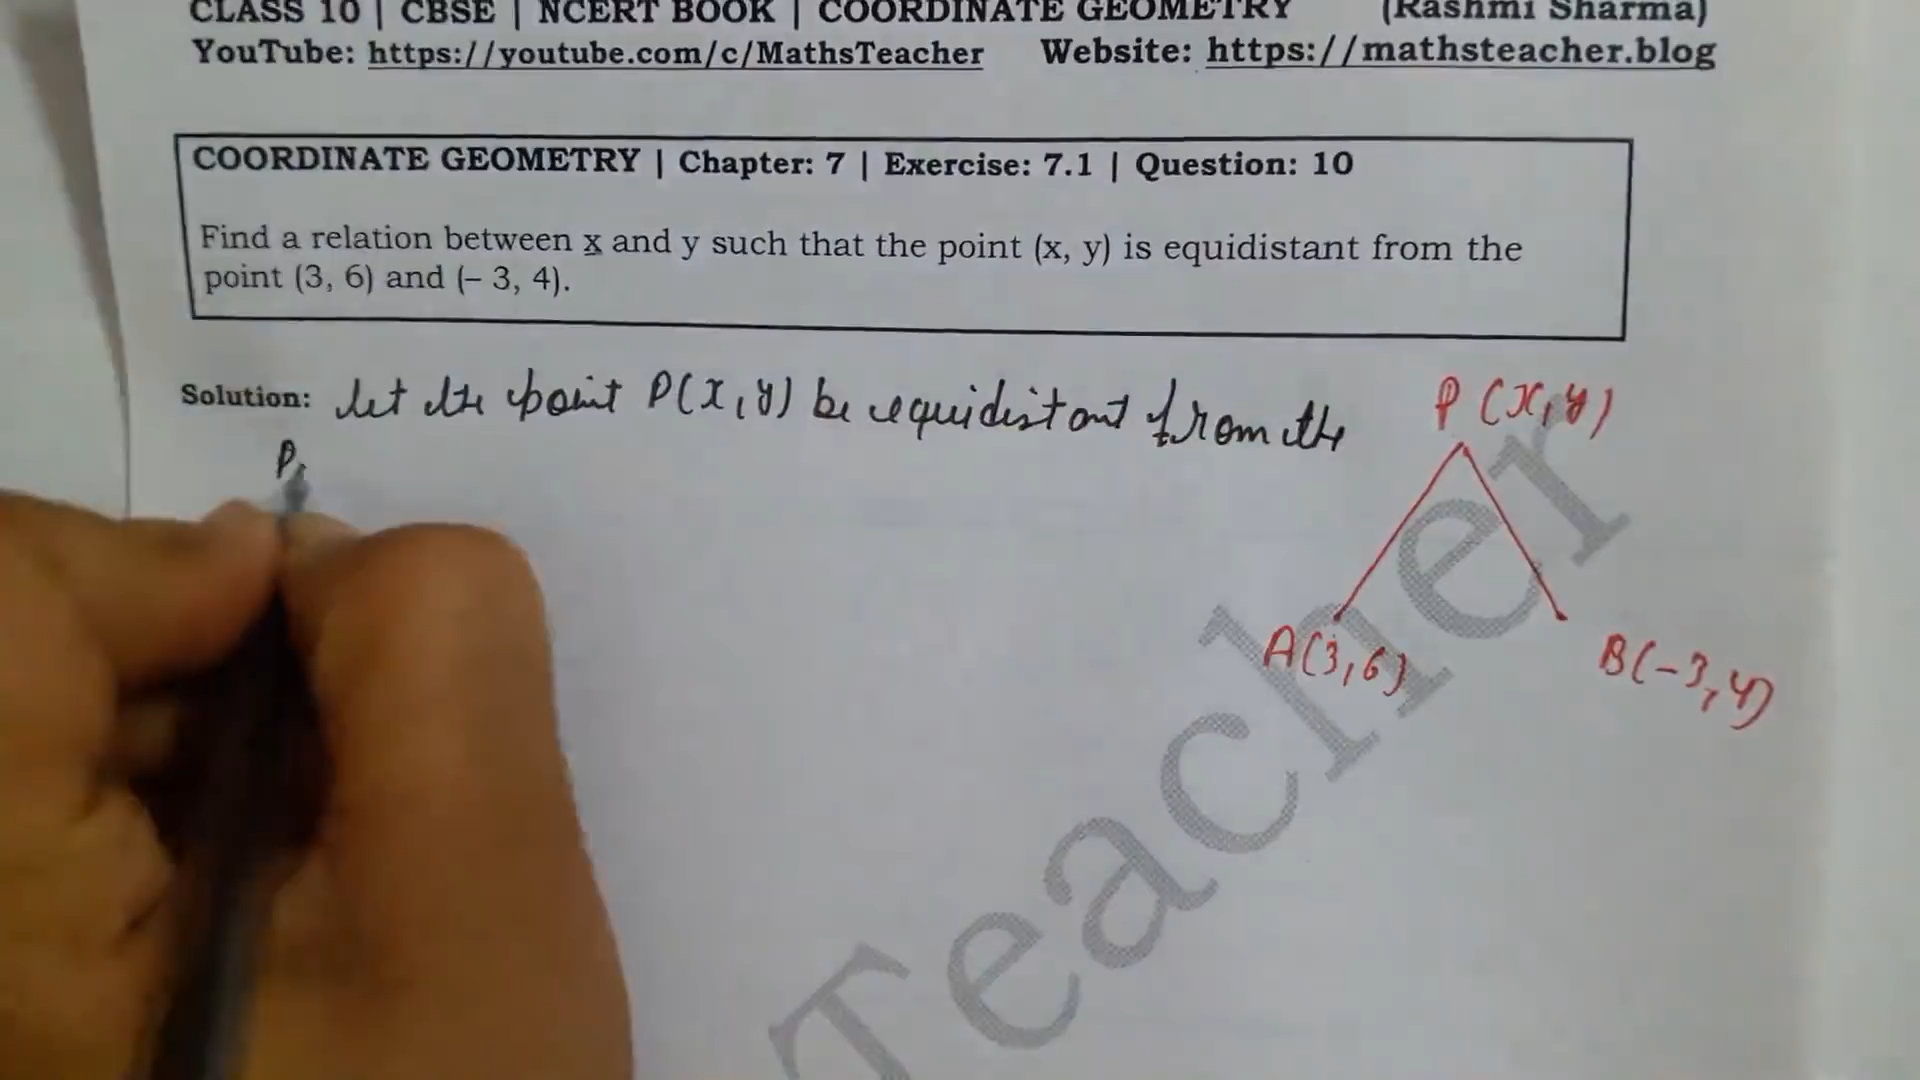 CLASS 10 | CBSE | NCERT BOOK | COORDINATE GEOMETRY (Rashmi Sharma)
YouTube: https://youtube.com/c/MathsTeacher Website: https://mathsteacher.blog
COORDINATE GEOMETRY | Chapter: 7 | Exercise: 7.1 | Question: 10
Find a relation between x and y such that the point (x, y) is equidistant from the
point (3, 6) and (– 3, 4).
Solution: Let the point P(x, y) be equidistant from the
P
P (x, y)
A(3,6)
B(-3,4)
Teacher